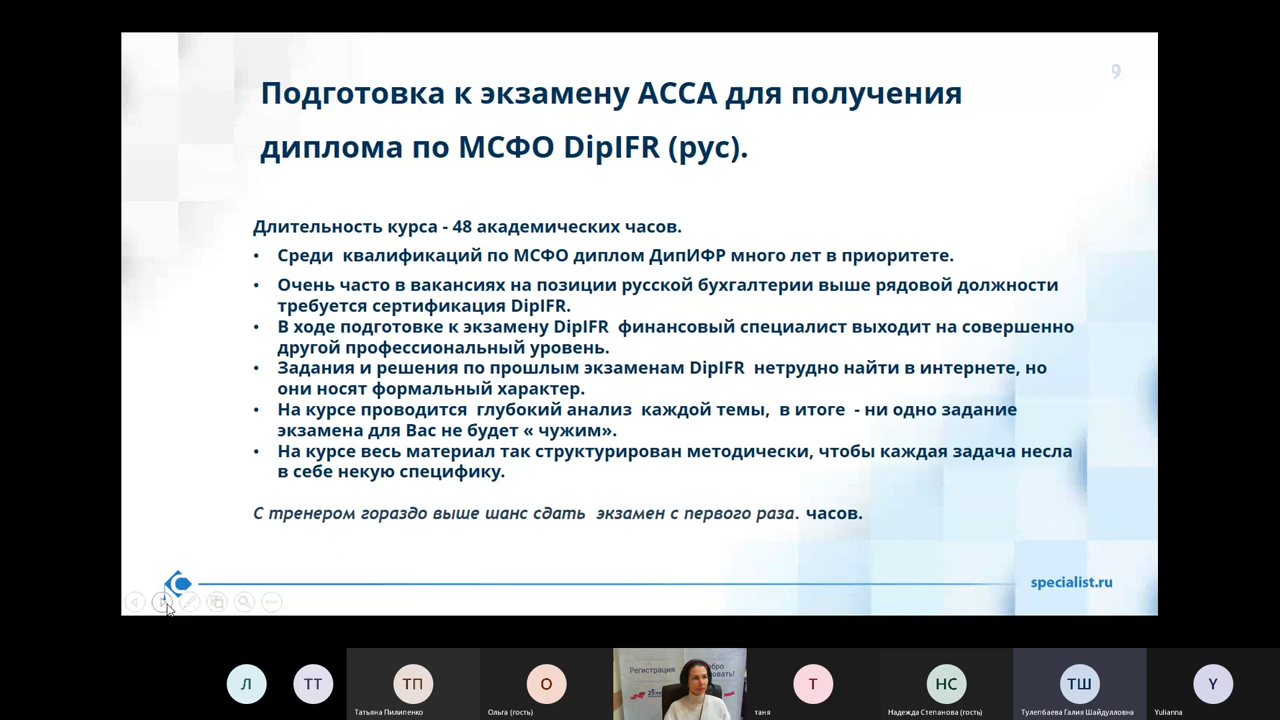 9
Подготовка к экзамену АССА для получения
диплома по МСФО DipIFR (рус).
Длительность курса - 48 академических часов.
• Среди квалификаций по МСФО диплом ДипИФР много лет в приоритете.
• Очень часто в вакансиях на позиции русской бухгалтерии выше рядовой должности
требуется сертификация DipIFR.
• В ходе подготовке к экзамену DipIFR финансовый специалист выходит на совершенно
другой профессиональный уровень.
• Задания и решения по прошлым экзаменам DipIFR нетрудно найти в интернете, но
они носят формальный характер.
• На курсе проводится глубокий анализ каждой темы, в итоге - ни одно задание
экзамена для Вас не будет « чужим».
• На курсе весь материал так структурирован методически, чтобы каждая задача несла
в себе некую специфику.
С тренером гораздо выше шанс сдать экзамен с первого раза. часов.
specialist.ru
Регистрация
Л
ТТ
ТП
О
Т
НС
ТШ
Y
Татьяна Пилипенко
Ольга (гость)
таня
Надежда Степанова (гость)
Тулепбаева Галия Шайдулловна
Yulianna